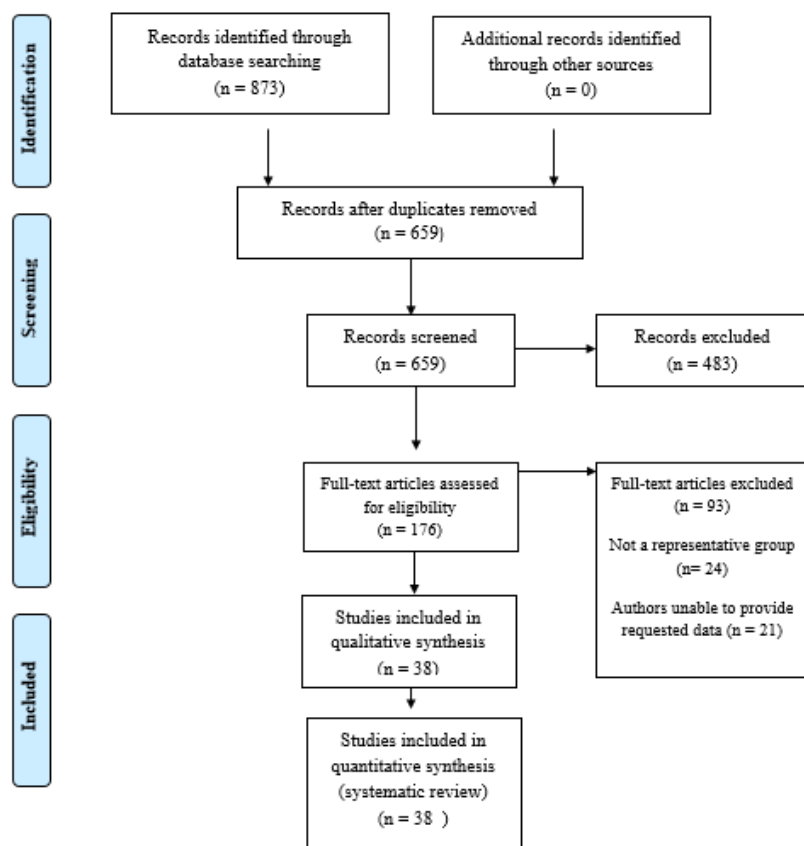 Identification
Records identified through
database searching
(n = 873)
Additional records identified
through other sources
(n = 0)
Records after duplicates removed
(n = 659)
Screening
Records screened
(n = 659)
Records excluded
(n = 483)
Eligibility
Full-text articles assessed
for eligibility
(n = 176)
Full-text articles excluded
(n = 93)
Not a representative group
(n= 24)
Authors unable to provide
requested data (n = 21)
Included
Studies included in
qualitative synthesis
(n = 38)
Studies included in
quantitative synthesis
(systematic review)
(n = 38 )